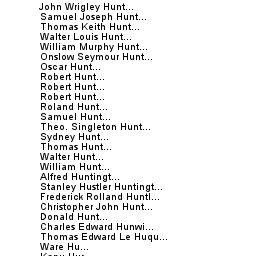 John Wrigley Hunt...
Samuel Joseph Hunt...
Thomas Keith Hunt...
Walter Louis Hunt...
William Murphy Hunt...
Onslow Seymour Hunt...
Oscar Hunt...
Robert Hunt...
Robert Hunt...
Robert Hunt...
Roland Hunt...
Samuel Hunt...
Theo. Singleton Hunt...
Sydney Hunt...
Thomas Hunt...
Walter Hunt...
William Hunt...
Alfred Huntingt...
Stanley Hustler Huntingt...
Frederick Rolland Huntl...
Christopher John Hunt...
Donald Hunt...
Charles Edward Hunwi...
Thomas Edward Le Huqu...
Ware Hu...